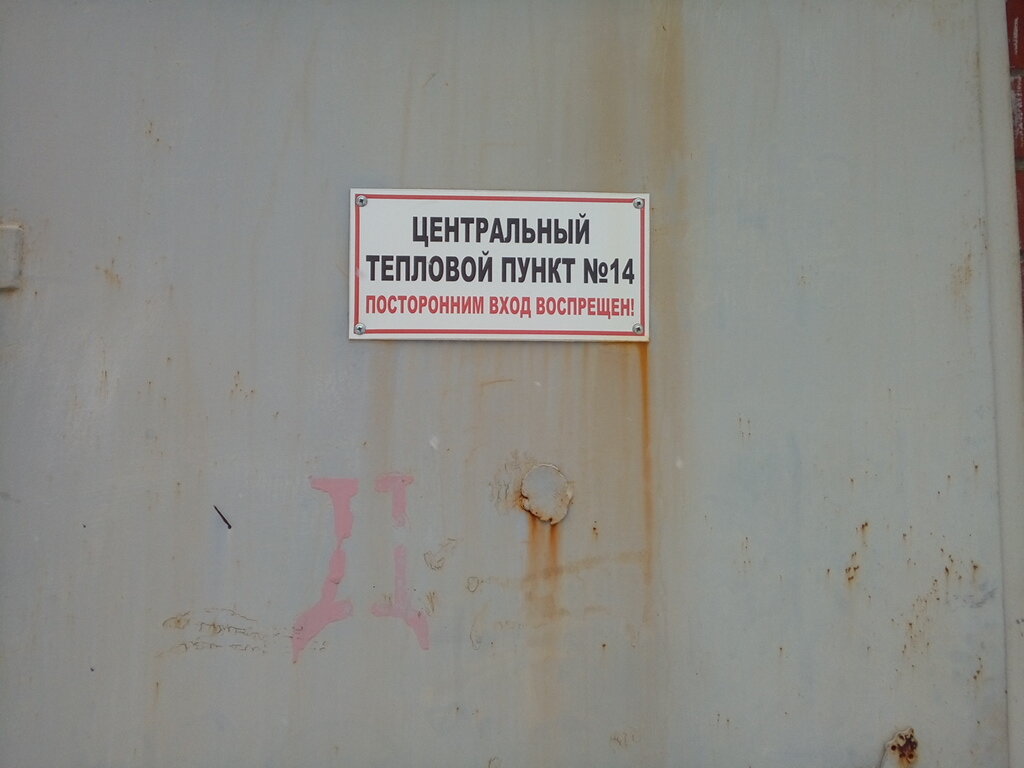 ЦЕНТРАЛЬНЫЙ
ТЕПЛОВОЙ ПУНКТ №14
ПОСТОРОННИМ ВХОД ВОСПРЕЩЕН!